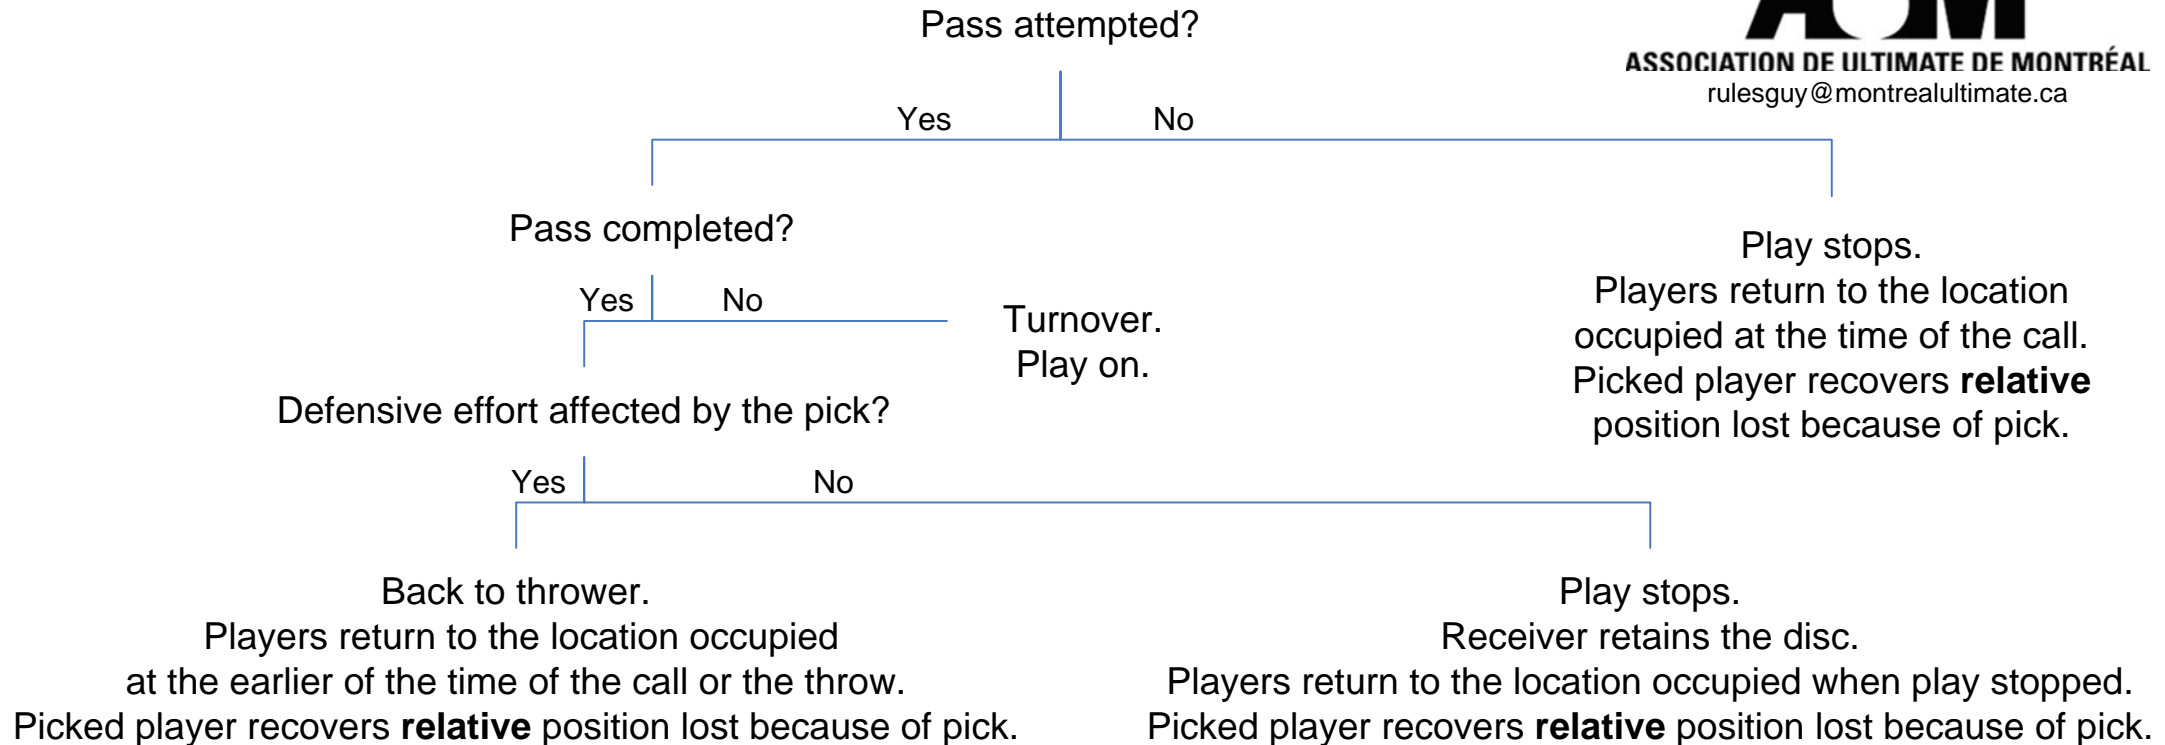 Pass attempted?
AUM
ASSOCIATION DE ULTIMATE DE MONTRÉAL
rulesguy@montrealultimate.ca
Yes
No
Pass completed?
Yes
No
Turnover.
Play on.
Play stops.
Players return to the location
occupied at the time of the call.
Picked player recovers relative
position lost because of pick.
Defensive effort affected by the pick?
Yes
No
Back to thrower.
Players return to the location occupied
at the earlier of the time of the call or the throw.
Picked player recovers relative position lost because of pick.
Play stops.
Receiver retains the disc.
Players return to the location occupied when play stopped.
Picked player recovers relative position lost because of pick.